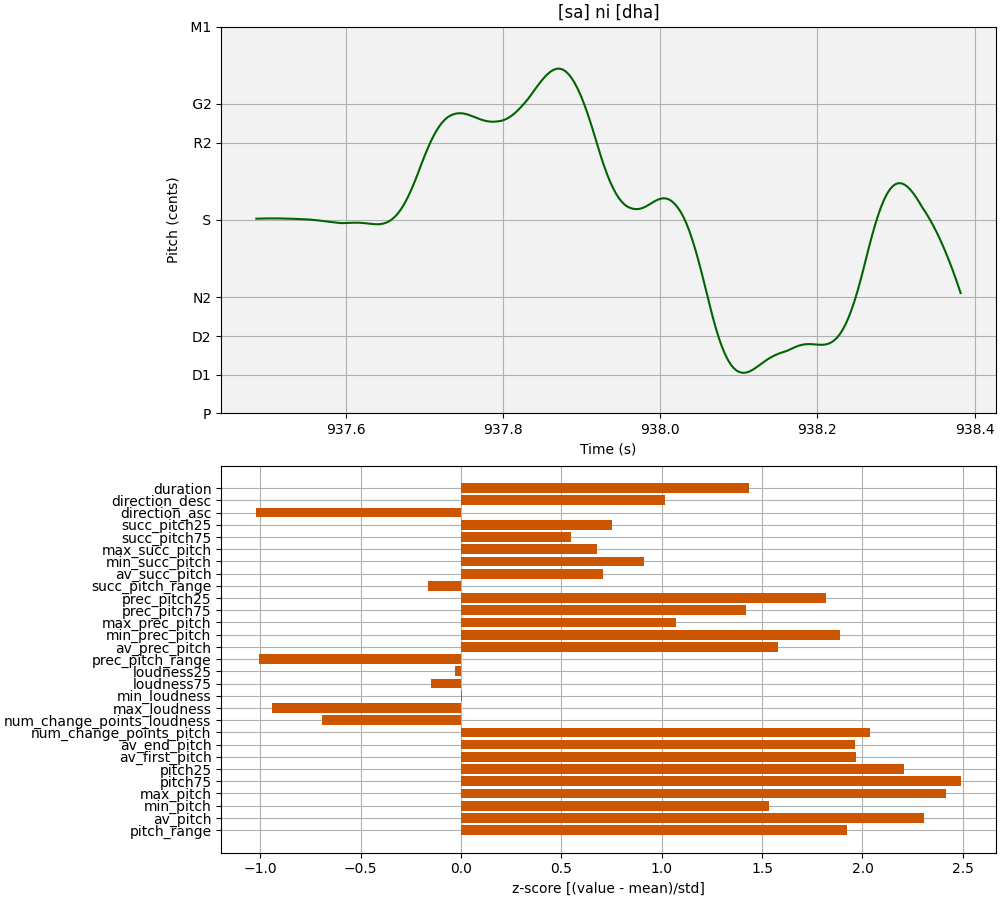 [sa] ni [dha]
M1
G2
R2
S
N2
D2
D1
P
Pitch (cents)
937.6
937.8
938.0
938.2
938.4
Time (s)
duration
direction_desc
direction_asc
succ_pitch25
succ_pitch75
max_succ_pitch
min_succ_pitch
av_succ_pitch
succ_pitch_range
prec_pitch25
prec_pitch75
max_prec_pitch
min_prec_pitch
av_prec_pitch
prec_pitch_range
loudness25
loudness75
min_loudness
max_loudness
num_change_points_loudness
num_change_points_pitch
av_end_pitch
av_first_pitch
pitch25
pitch75
max_pitch
min_pitch
av_pitch
pitch_range
−1.0
−0.5
0.0
0.5
1.0
1.5
2.0
2.5
z-score [(value - mean)/std]